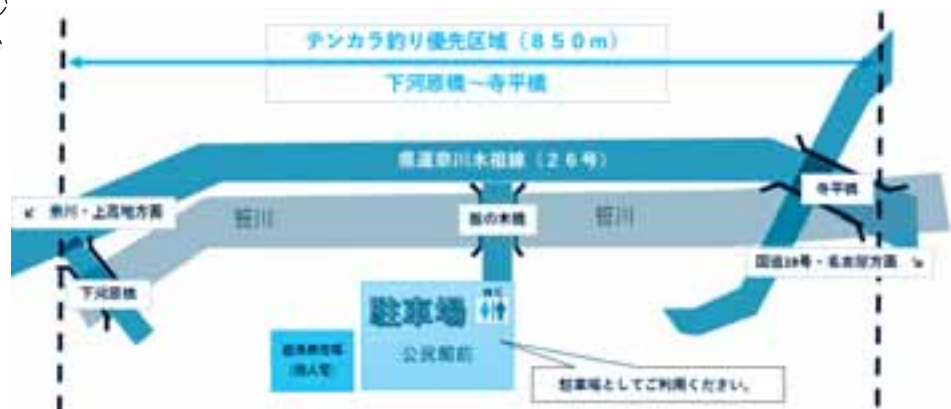 テンカラ釣り優先区域(850m)
下河原橋~寺平橋
県道奈川木祖線(26号)
寺平橋
↙ 奈川・上高地方面
笹川
板の木橋
笹川
国道19号・名古屋方面 ↘
下河原橋
駐車場
公民館前
駐車場としてご利用ください。